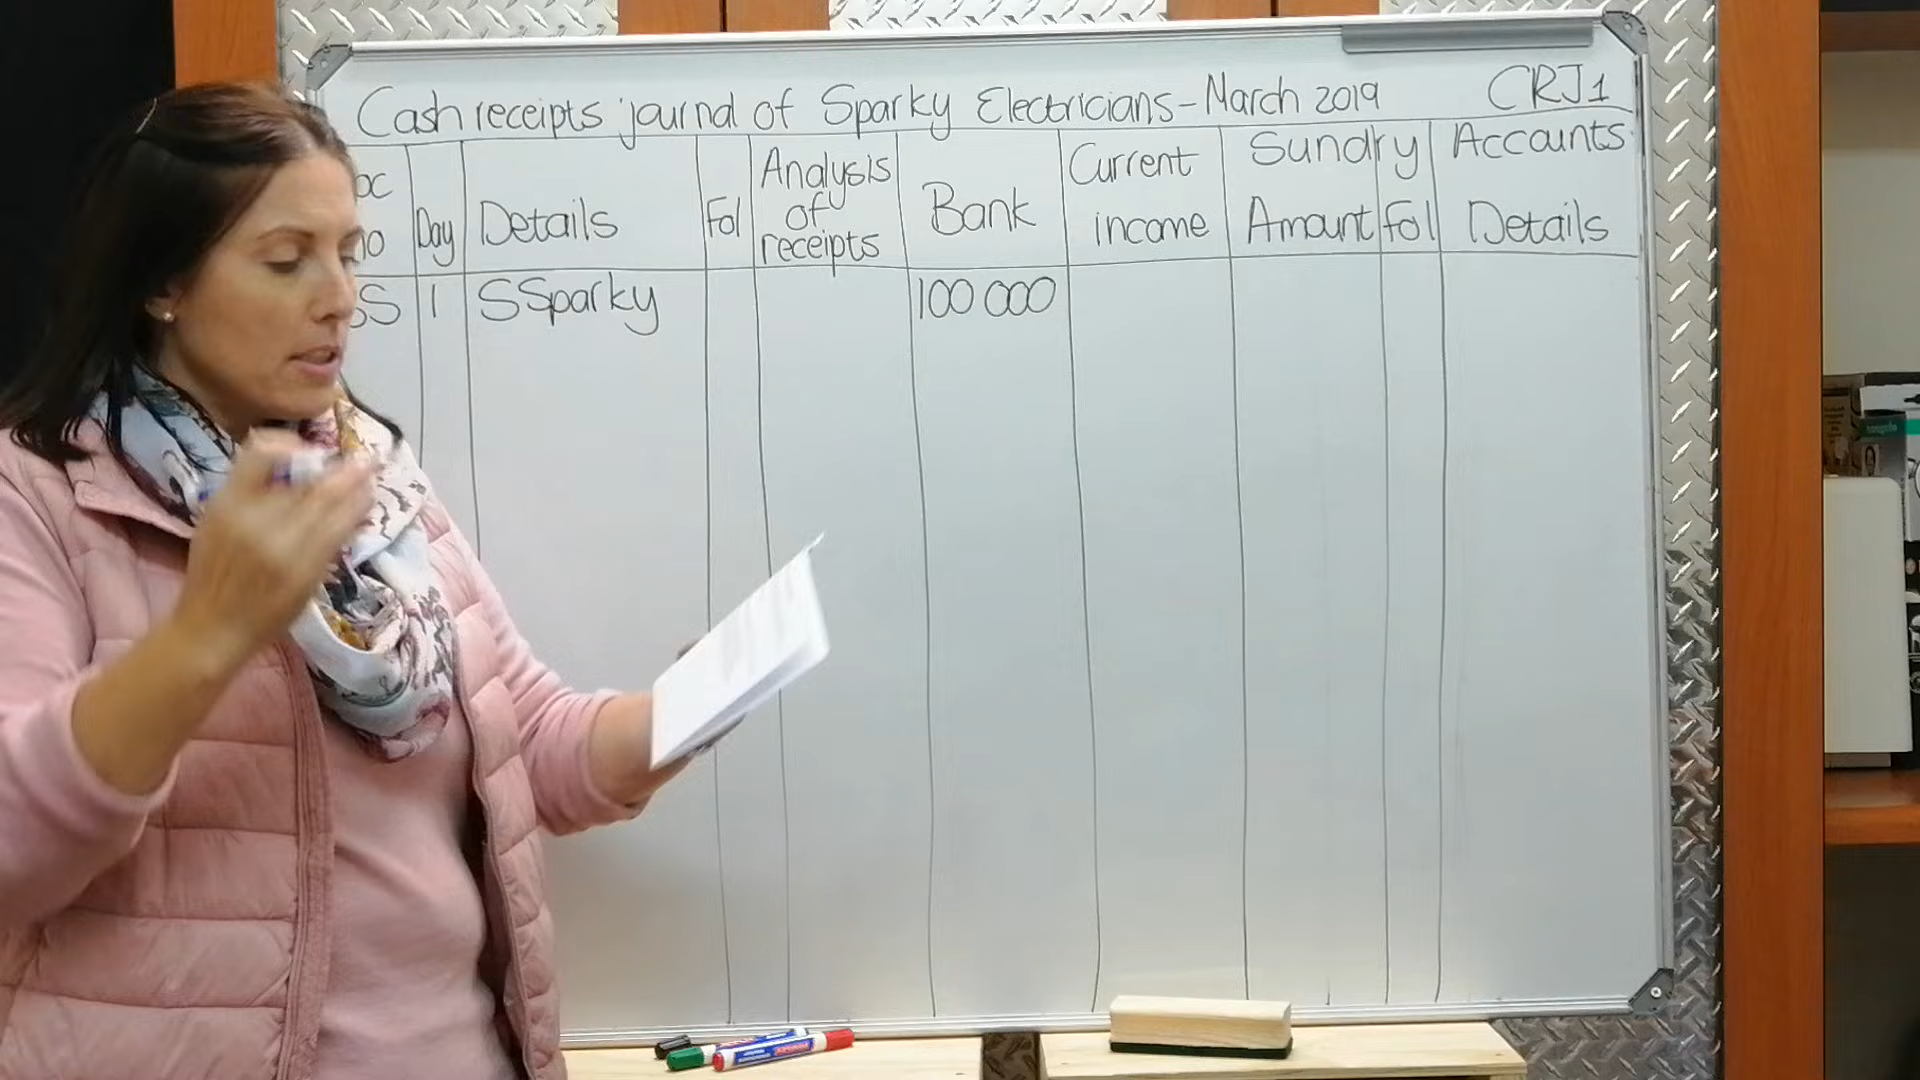 Cash receipts journal of Sparky Electricians - March 2019 CRJ1
Day Details Fol Analysis of receipts Bank Current income Sundry Accounts
Amount Fol Details
1 SSparky 100 000